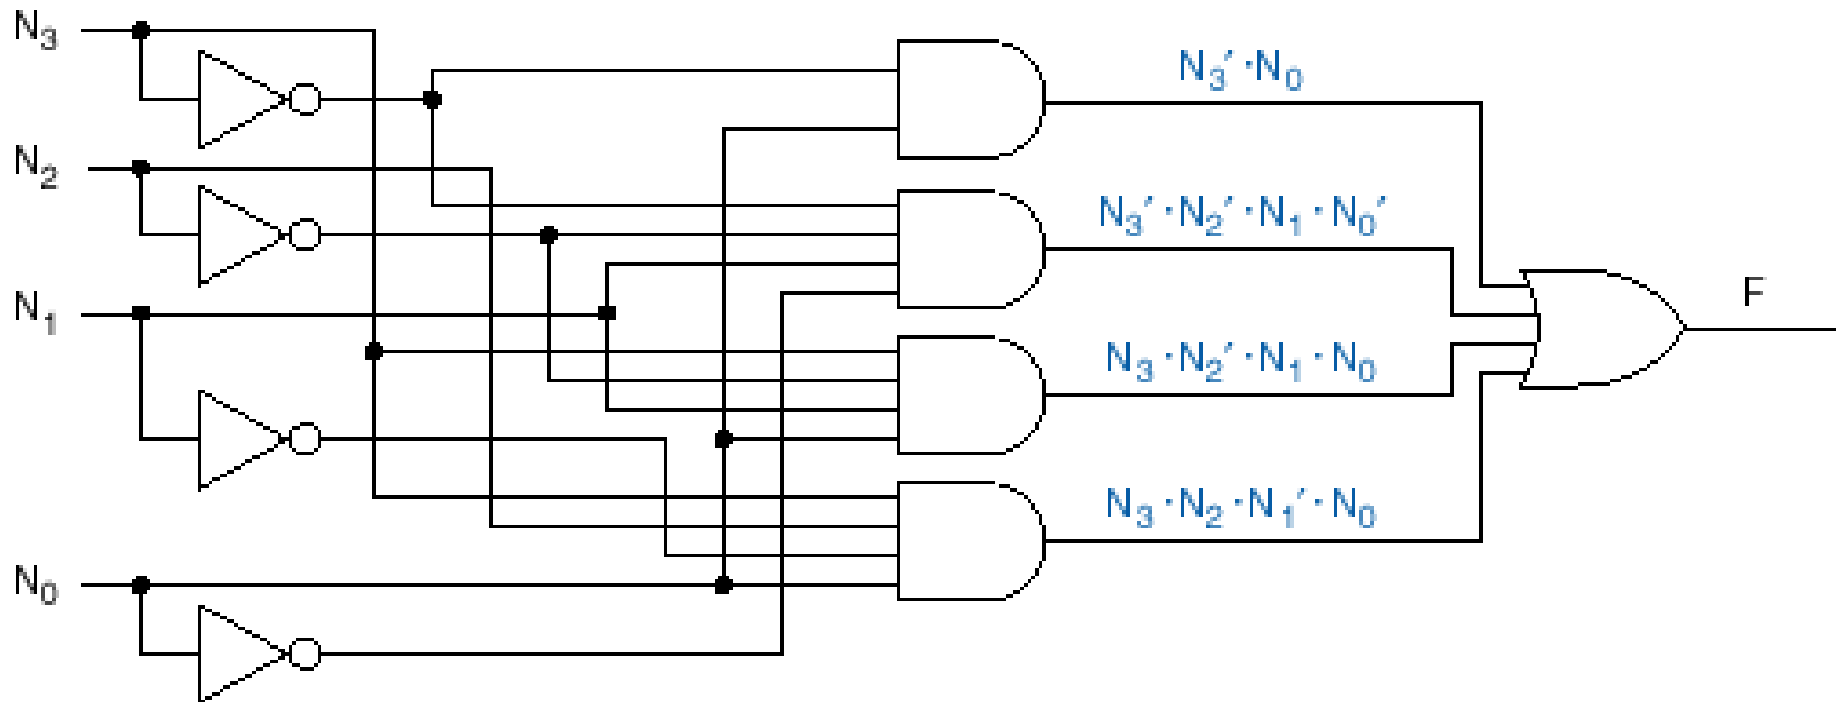 N₃
N₃′ · N₀
N₂
N₃′ · N₂′ · N₁ · N₀′
N₁
F
N₃ · N₂′ · N₁ · N₀
N₃ · N₂ · N₁′ · N₀
N₀